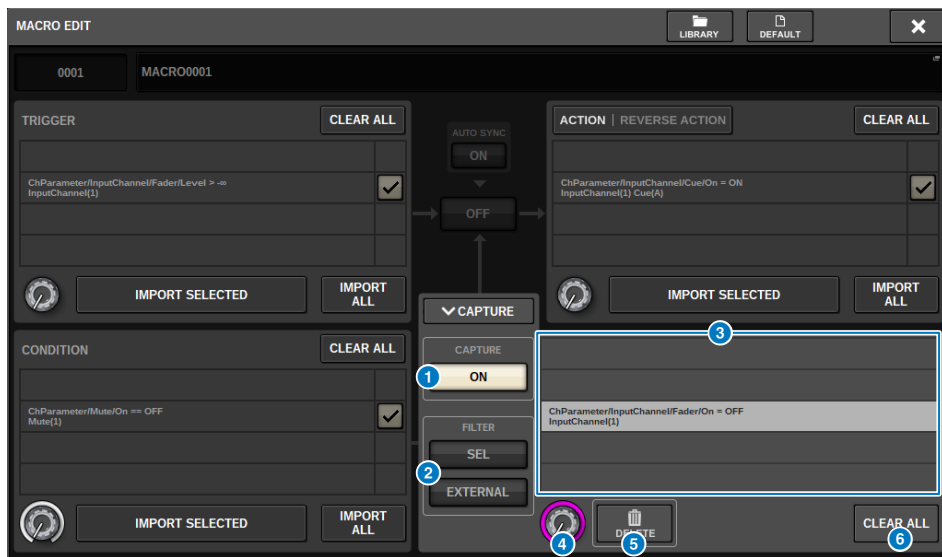 MACRO EDIT
LIBRARY
DEFAULT
0001
MACRO0001
TRIGGER
CLEAR ALL
ChParameter/InputChannel/Fader/Level > -∞
InputChannel(1)
IMPORT SELECTED
IMPORT
ALL
AUTO SYNC
ON
OFF
ACTION | REVERSE ACTION
CLEAR ALL
ChParameter/InputChannel/Cue/On = ON
InputChannel(1) Cue(A)
IMPORT SELECTED
IMPORT
ALL
CONDITION
CLEAR ALL
ChParameter/Mute/On == OFF
Mute(1)
IMPORT SELECTED
IMPORT
ALL
CAPTURE
CAPTURE
1
ON
FILTER
SEL
2
EXTERNAL
3
ChParameter/InputChannel/Fader/On = OFF
InputChannel(1)
4
DELETE
5
CLEAR ALL
6